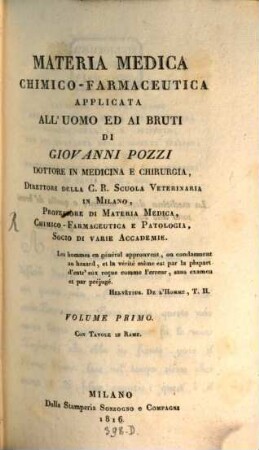 MATERIA MEDICA
CHIMICO-FARMACEUTICA
APPLICATA
ALL'UOMO ED AI BRUTI
DI
GIOVANNI POZZI
DOTTORE IN MEDICINA E CHIRURGIA,
DIRETTORE DELLA C. R. SCUOLA VETERINARIA
IN MILANO,
PROFESSORE DI MATERIA MEDICA,
CHIMICO-FARMACEUTICA E PATOLOGIA,
SOCIO DI VARIE ACCADEMIE.
Les hommes en général approuvent, ou condamnent
au hasard, et la vérité même est par la plupart
d'entr'eux reçue comme l'erreur, sans examen
et par préjugé.
HELVÉTIUS. DE L'HOMME, T. II.
VOLUME PRIMO.
CON TAVOLE IN RAME.
MILANO
Dalla Stamperia Sonzogno e Compagni
1816.
398.D.